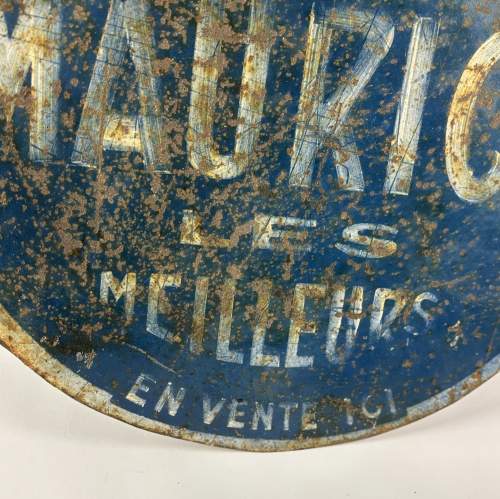 MAURIC
LES
MEILLEURS
EN VENTE ICI